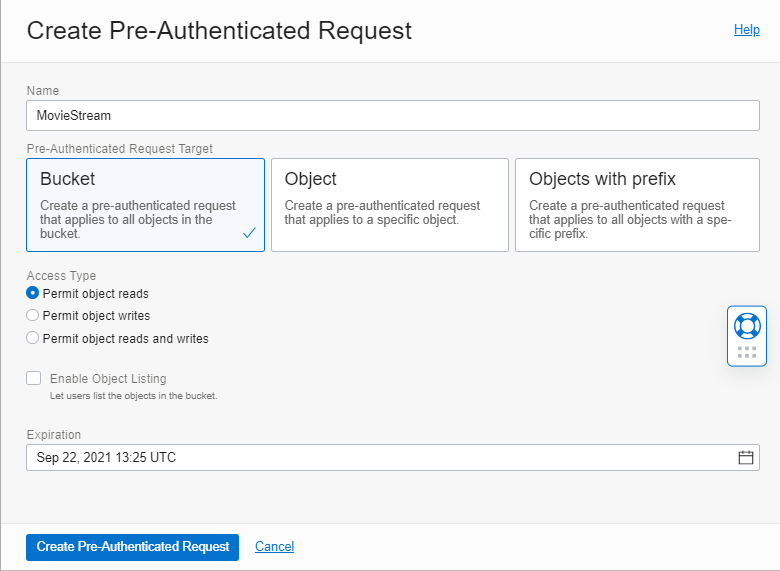 Create Pre-Authenticated Request
Help
Name
MovieStream
Pre-Authenticated Request Target
Bucket
Create a pre-authenticated request
that applies to all objects in the
bucket.
Object
Create a pre-authenticated request
that applies to a specific object.
Objects with prefix
Create a pre-authenticated request
that applies to all objects with a spe-
cific prefix.
Access Type
Permit object reads
Permit object writes
Permit object reads and writes
Enable Object Listing
Let users list the objects in the bucket.
Expiration
Sep 22, 2021 13:25 UTC
Create Pre-Authenticated Request
Cancel